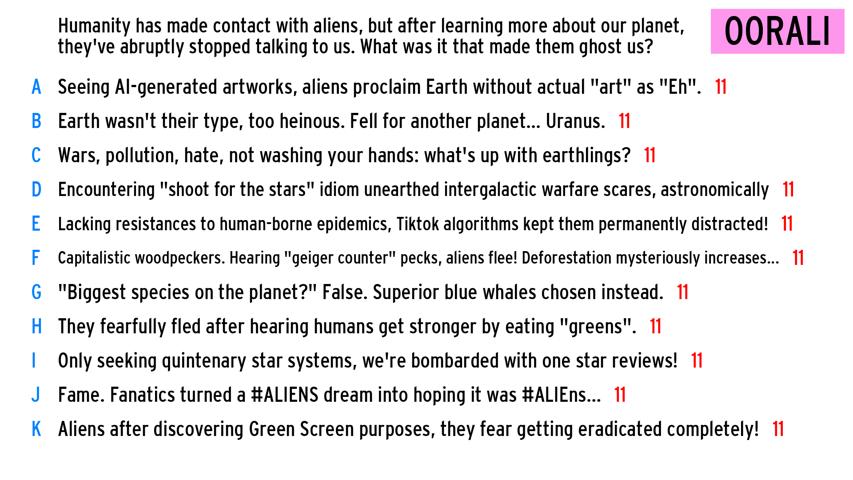 Humanity has made contact with aliens, but after learning more about our planet,
they've abruptly stopped talking to us. What was it that made them ghost us?
OORALI
A Seeing AI-generated artworks, aliens proclaim Earth without actual "art" as "Eh". 11
B Earth wasn't their type, too heinous. Fell for another planet... Uranus. 11
C Wars, pollution, hate, not washing your hands: what's up with earthlings? 11
D Encountering "shoot for the stars" idiom unearthed intergalactic warfare scares, astronomically 11
E Lacking resistances to human-borne epidemics, Tiktok algorithms kept them permanently distracted! 11
F Capitalistic woodpeckers. Hearing "geiger counter" pecks, aliens flee! Deforestation mysteriously increases... 11
G "Biggest species on the planet?" False. Superior blue whales chosen instead. 11
H They fearfully fled after hearing humans get stronger by eating "greens". 11
I Only seeking quintenary star systems, we're bombarded with one star reviews! 11
J Fame. Fanatics turned a #ALIENS dream into hoping it was #ALIEns... 11
K Aliens after discovering Green Screen purposes, they fear getting eradicated completely! 11